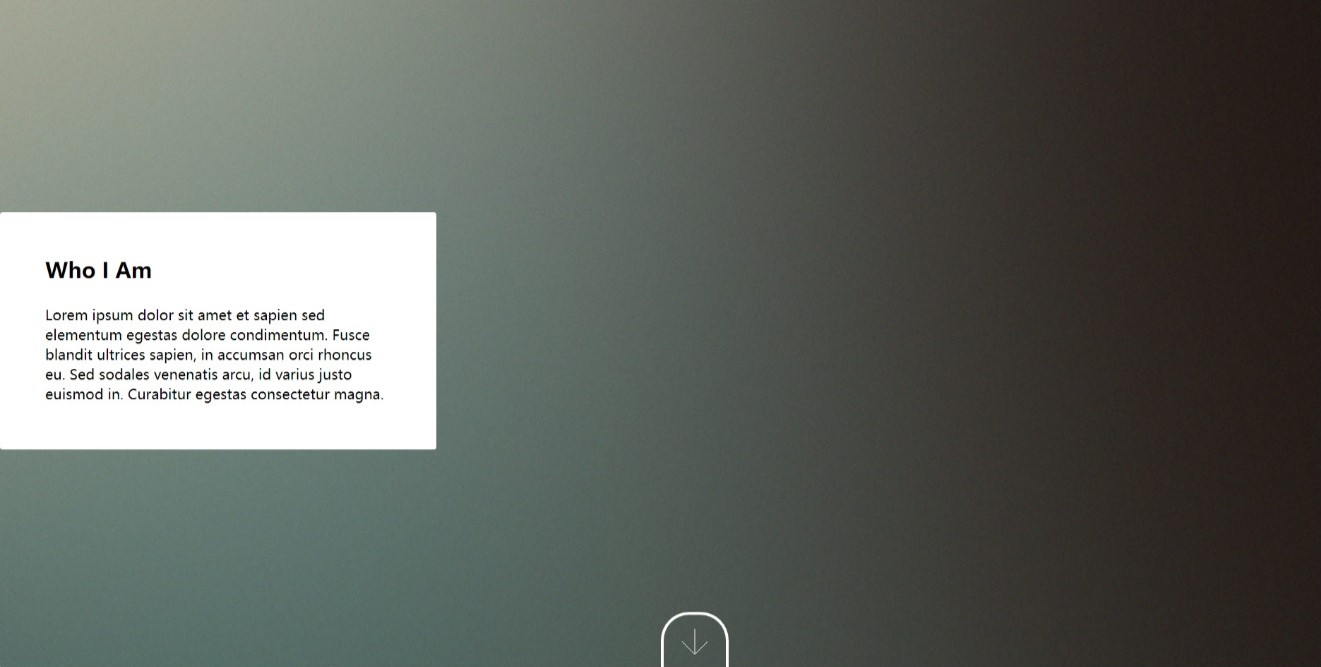 Who I Am
Lorem ipsum dolor sit amet et sapien sed
elementum egestas dolore condimentum. Fusce
blandit ultrices sapien, in accumsan orci rhoncus
eu. Sed sodales venenatis arcu, id varius justo
euismod in. Curabitur egestas consectetur magna.